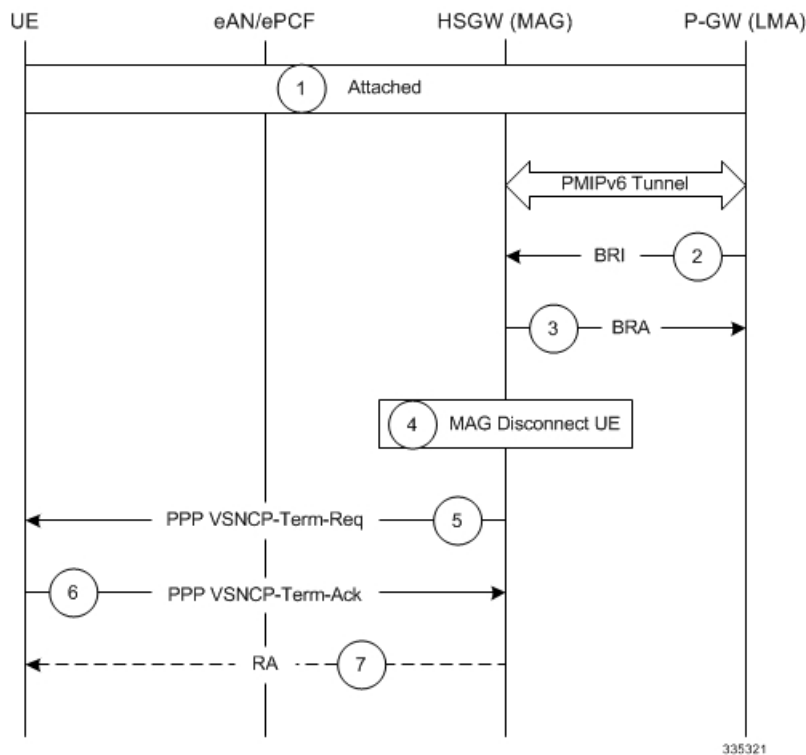 UE eAN/ePCF HSGW (MAG) P-GW (LMA)
1 Attached
PMIPv6 Tunnel
BRI 2
3 BRA
4 MAG Disconnect UE
PPP VSNCP-Term-Req 5
6 PPP VSNCP-Term-Ack
RA 7
335321